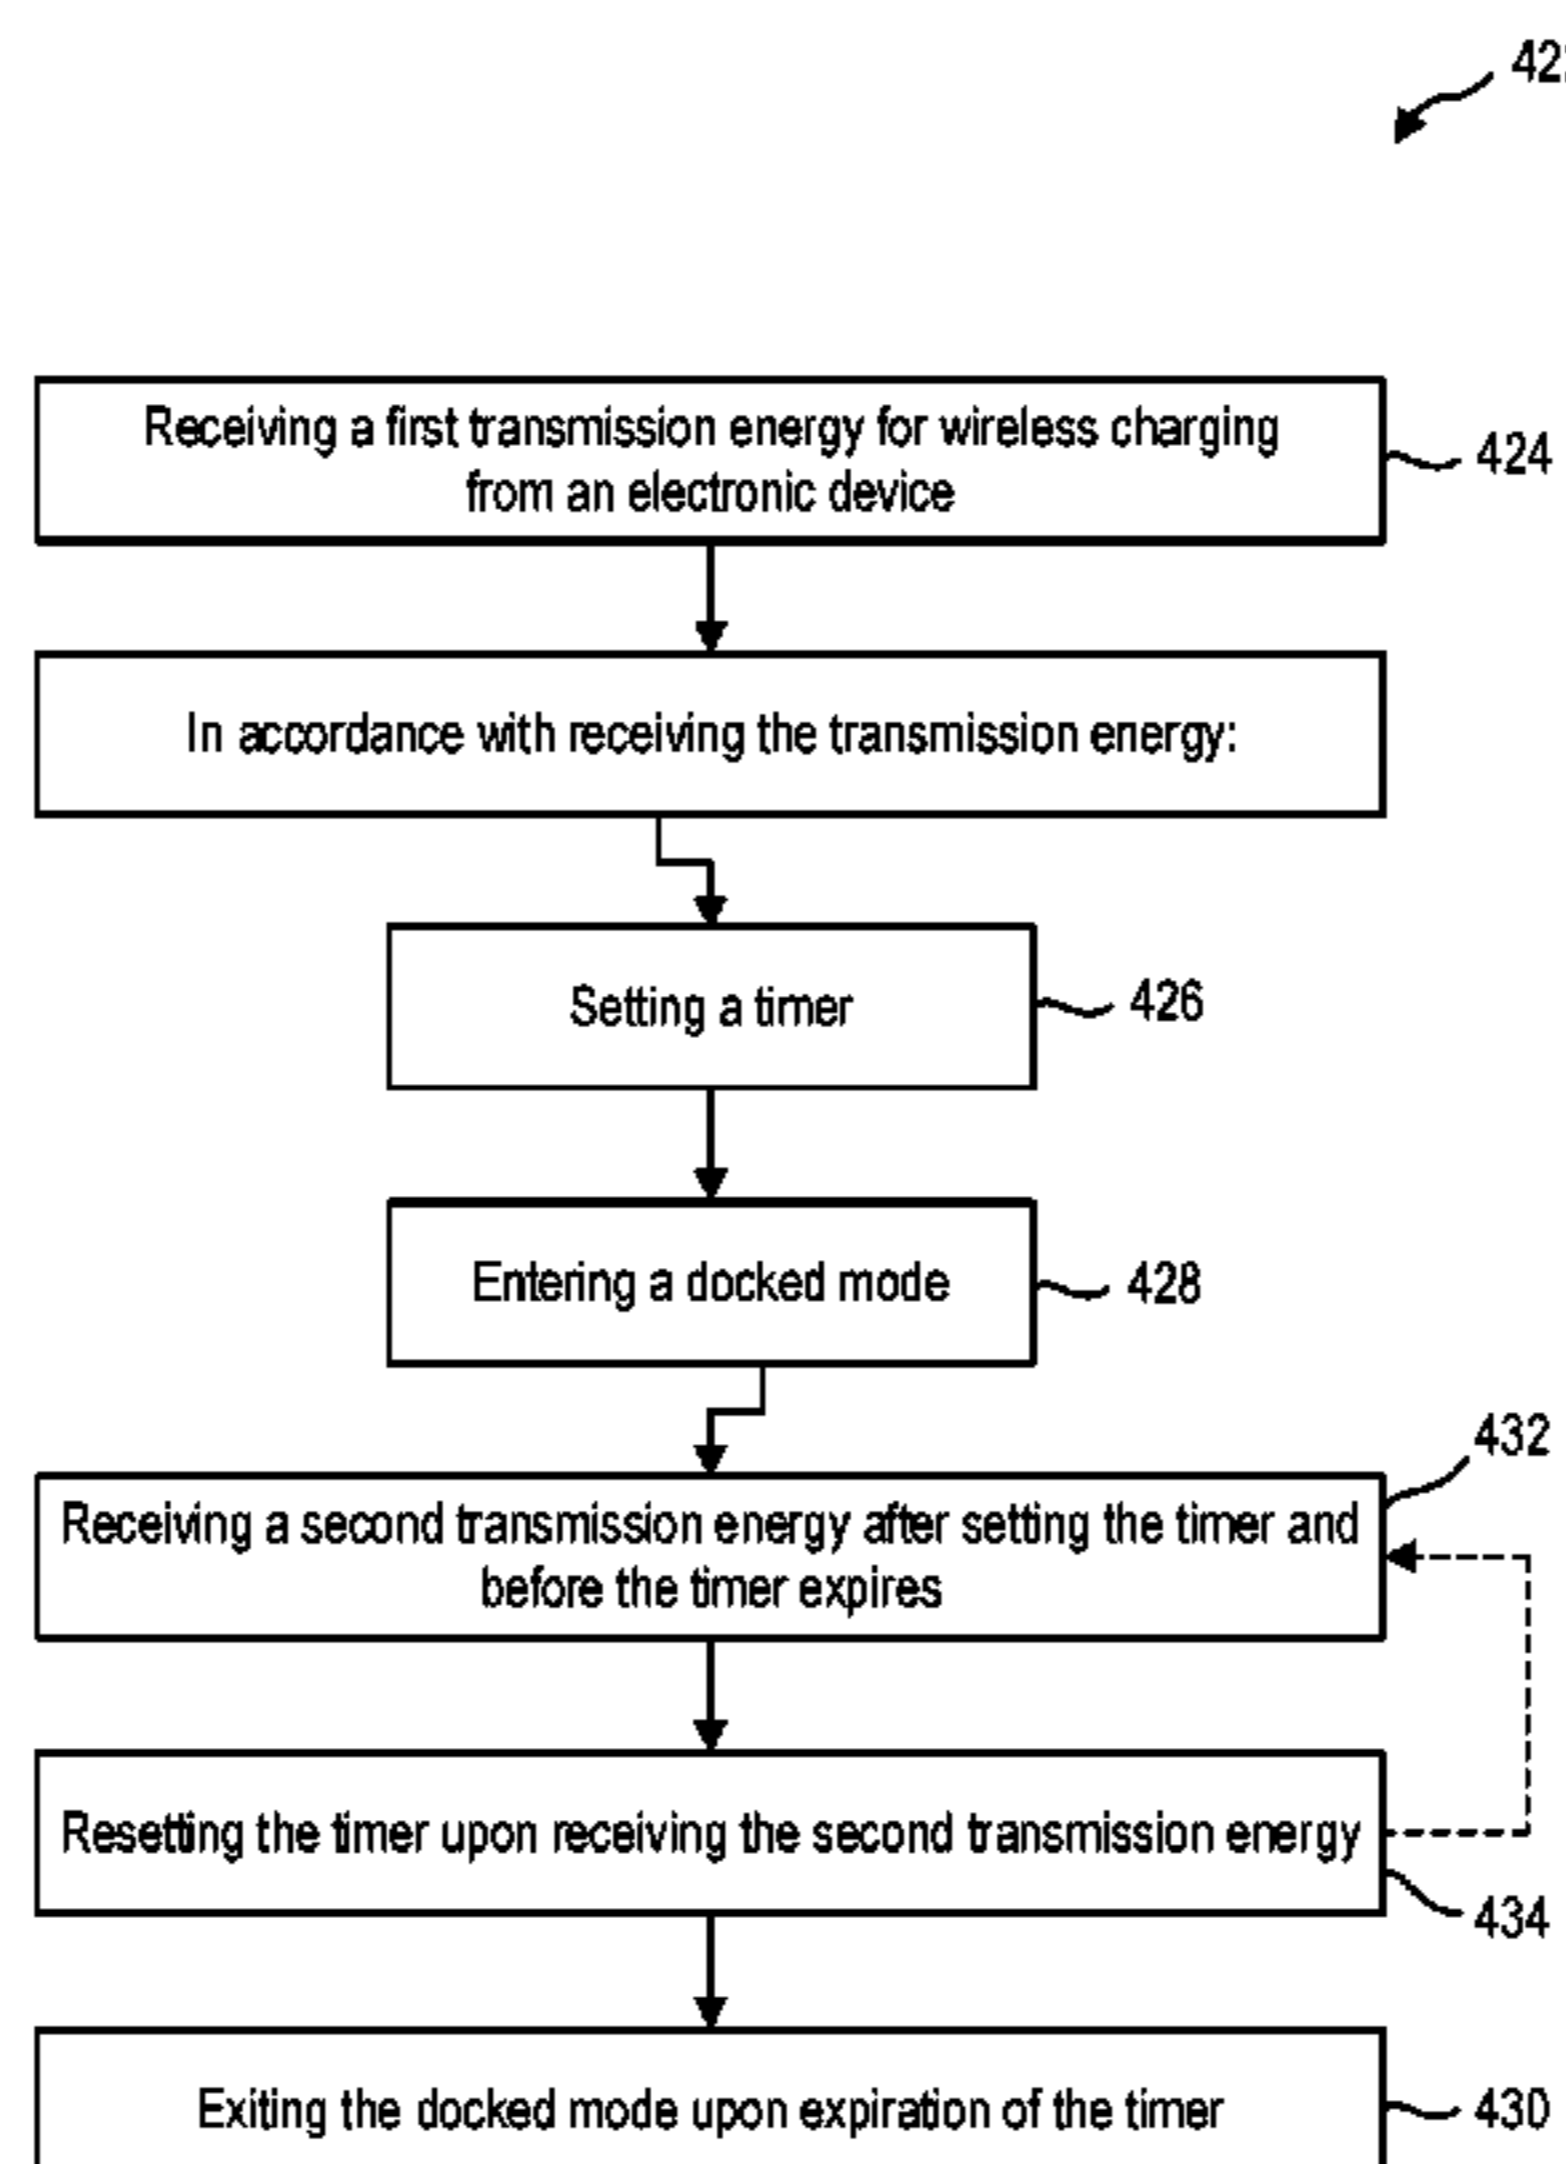 Receiving a first transmission energy for wireless charging
from an electronic device
424
In accordance with receiving the transmission energy:
Setting a timer
426
Entering a docked mode
428
432
Receiving a second transmission energy after setting the timer and
before the timer expires
Resetting the timer upon receiving the second transmission energy
434
Exiting the docked mode upon expiration of the timer
430